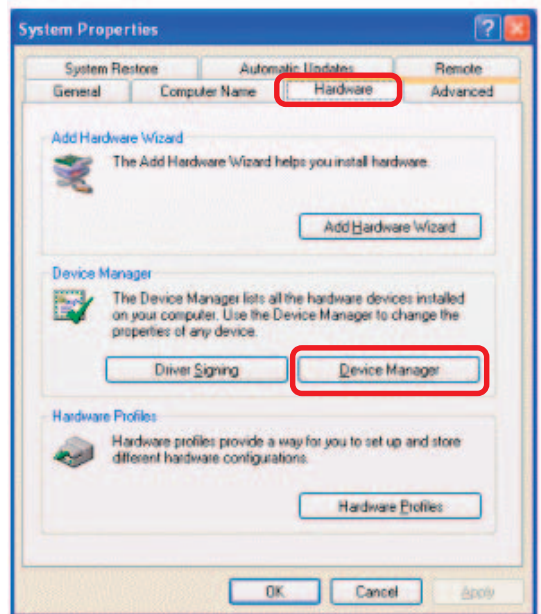 System Properties
System Restore Automatic Updates Remote
General Computer Name Hardware Advanced
Add Hardware Wizard
The Add Hardware Wizard helps you install hardware.
Add Hardware Wizard
Device Manager
The Device Manager lists all the hardware devices installed
on your computer. Use the Device Manager to change the
properties of any device.
Driver Signing Device Manager
Hardware Profiles
Hardware profiles provide a way for you to set up and store
different hardware configurations.
Hardware Profiles
OK Cancel Apply